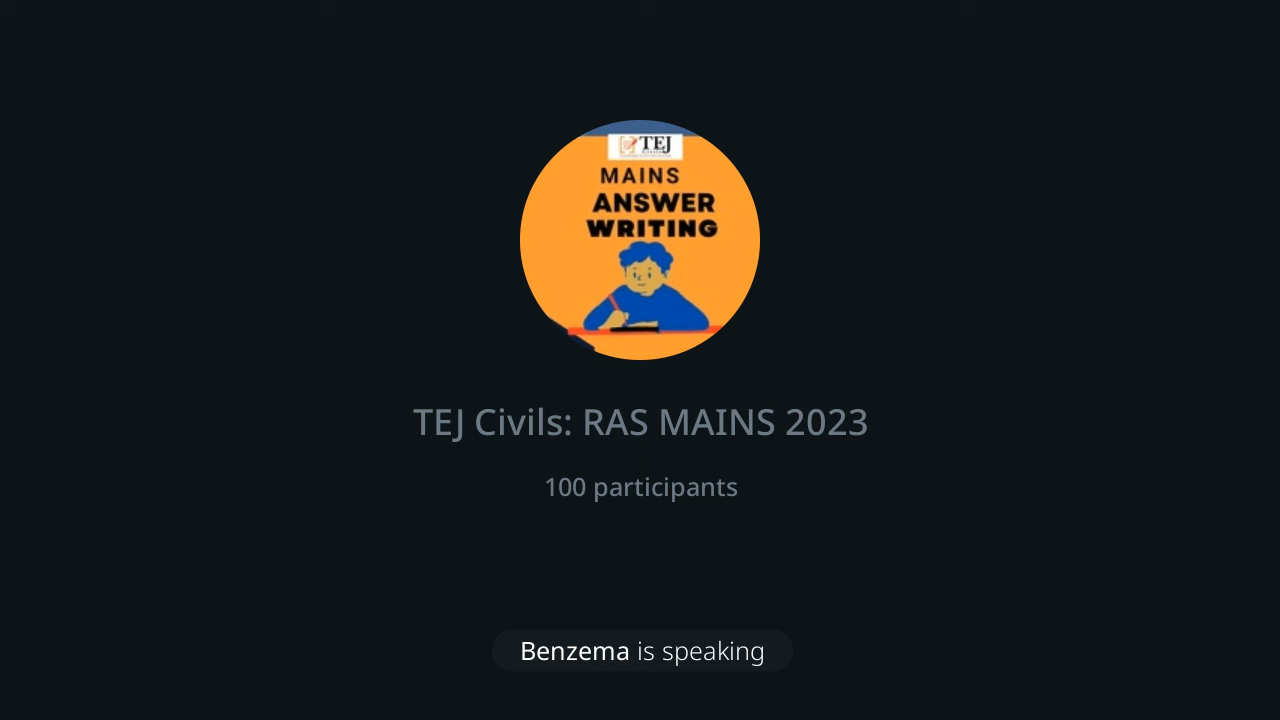 TEJ
MAINS
ANSWER
WRITING
TEJ Civils: RAS MAINS 2023
100 participants
Benzema is speaking